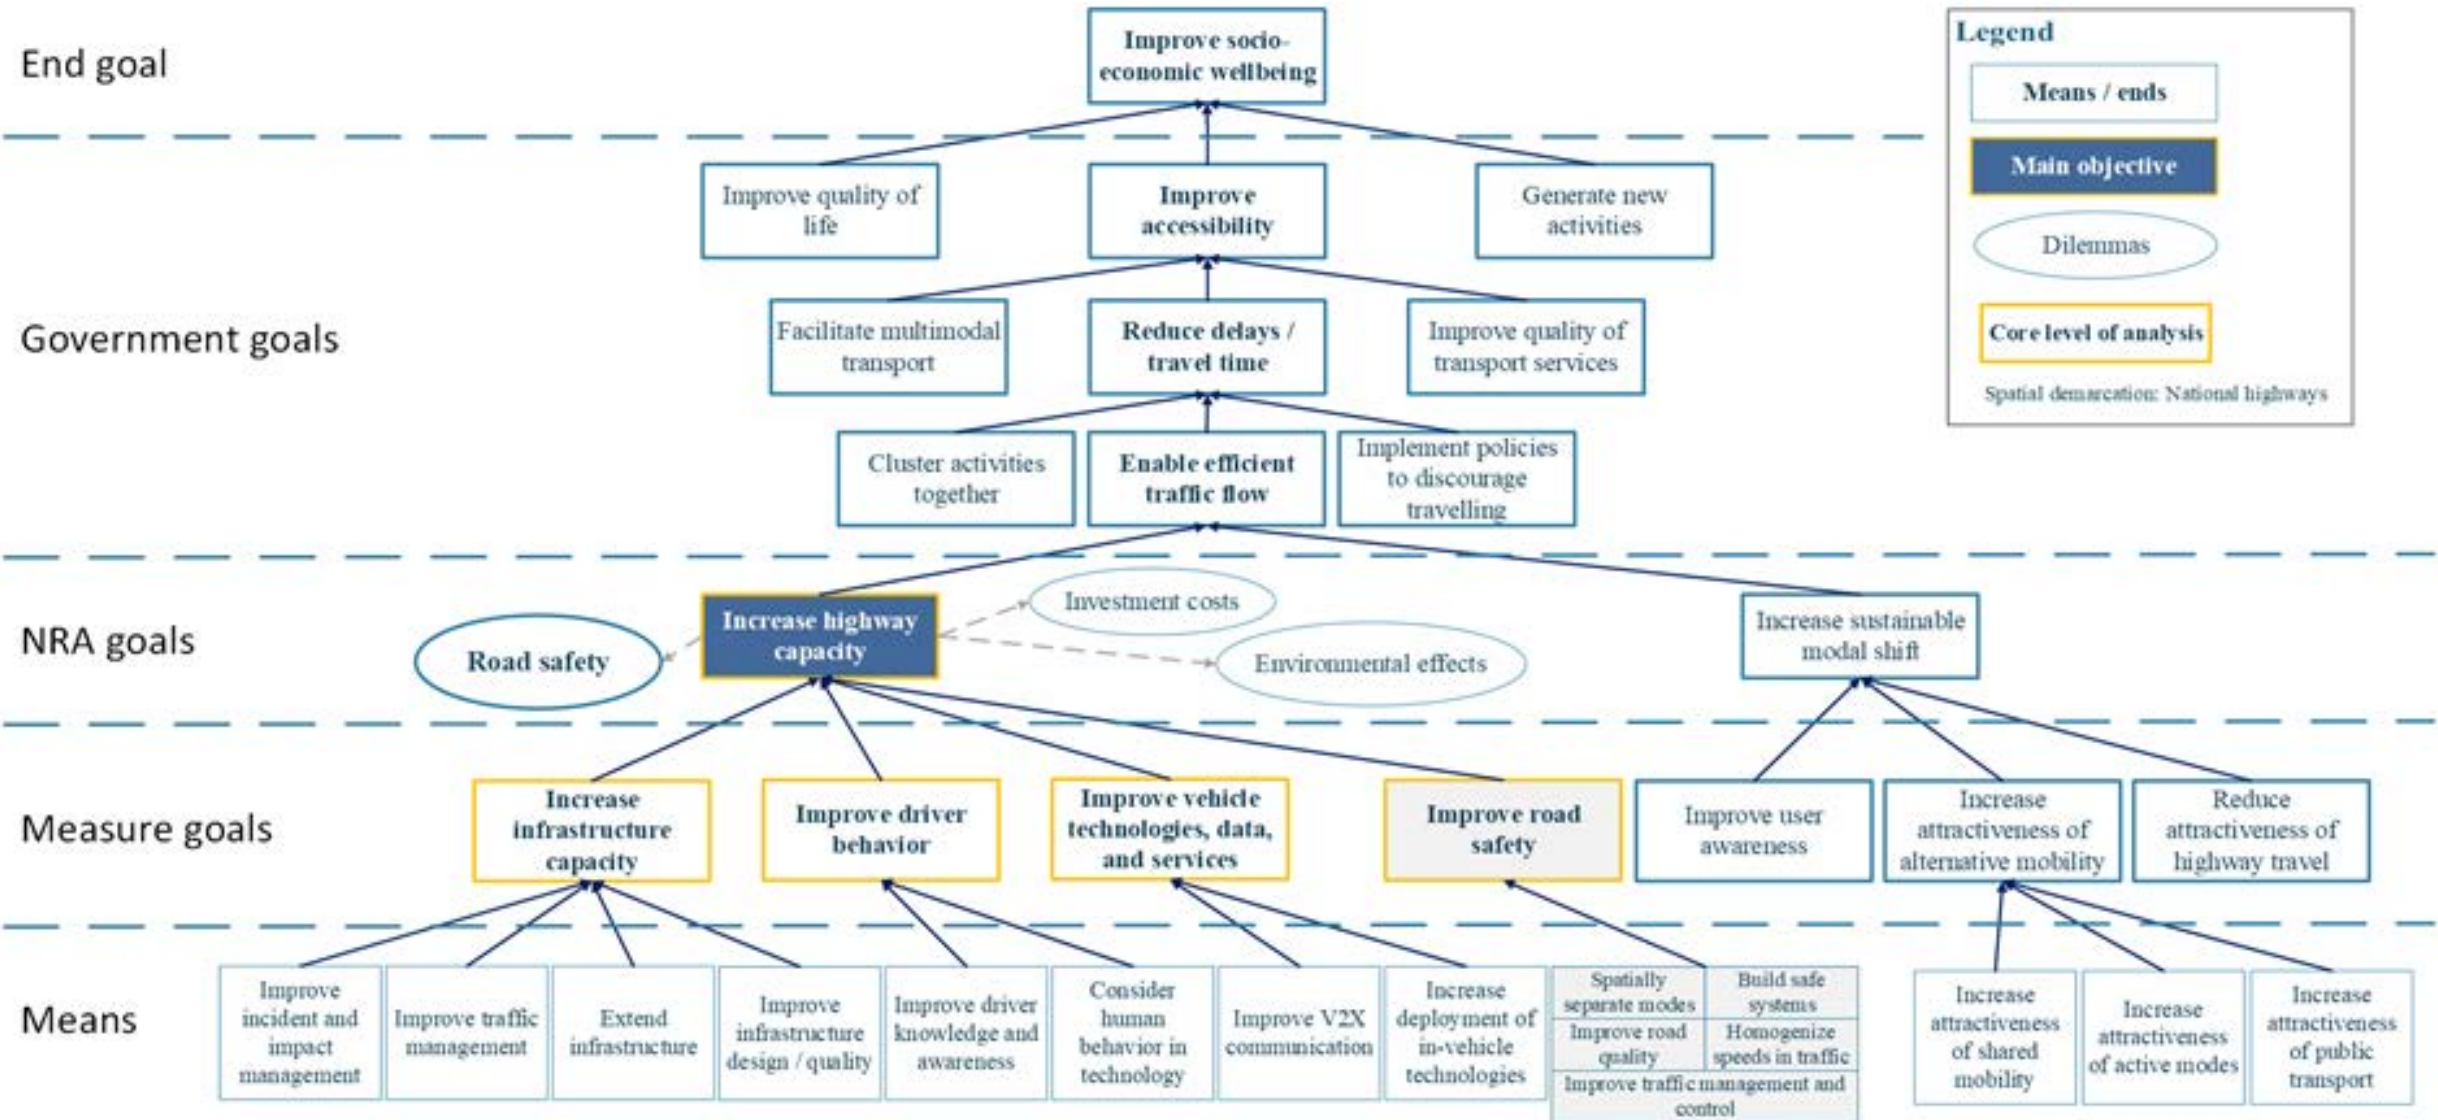 End goal
Improve socio-
economic wellbeing
Legend
Means / ends
Main objective
Dilemmas
Core level of analysis
Spatial demarcation: National highways
Government goals
Improve quality of
life
Improve
accessibility
Generate new
activities
Facilitate multimodal
transport
Reduce delays /
travel time
Improve quality of
transport services
Cluster activities
together
Enable efficient
traffic flow
Implement policies
to discourage
travelling
NRA goals
Road safety
Increase highway
capacity
Investment costs
Environmental effects
Increase sustainable
modal shift
Measure goals
Increase
infrastructure
capacity
Improve driver
behavior
Improve vehicle
technologies, data,
and services
Improve road
safety
Improve user
awareness
Increase
attractiveness of
alternative mobility
Reduce
attractiveness of
highway travel
Means
Improve
incident and
impact
management
Improve traffic
management
Extend
infrastructure
Improve
infrastructure
design / quality
Improve driver
knowledge and
awareness
Consider
human
behavior in
technology
Improve V2X
communication
Increase
deployment of
in-vehicle
technologies
Spatially
separate modes
Build safe
systems
Improve road
quality
Homogenize
speeds in traffic
Improve traffic management and
control
Increase
attractiveness
of shared
mobility
Increase
attractiveness
of active modes
Increase
attractiveness
of public
transport